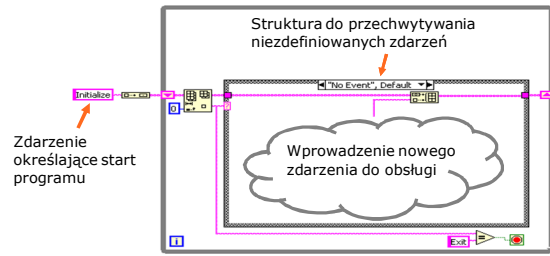 Struktura do przechwytywania
niezdefiniowanych zdarzeń
"No Event", Default
Initialize
0
Zdarzenie
określające start
programu
Wprowadzenie nowego
zdarzenia do obsługi
i
Exit
=